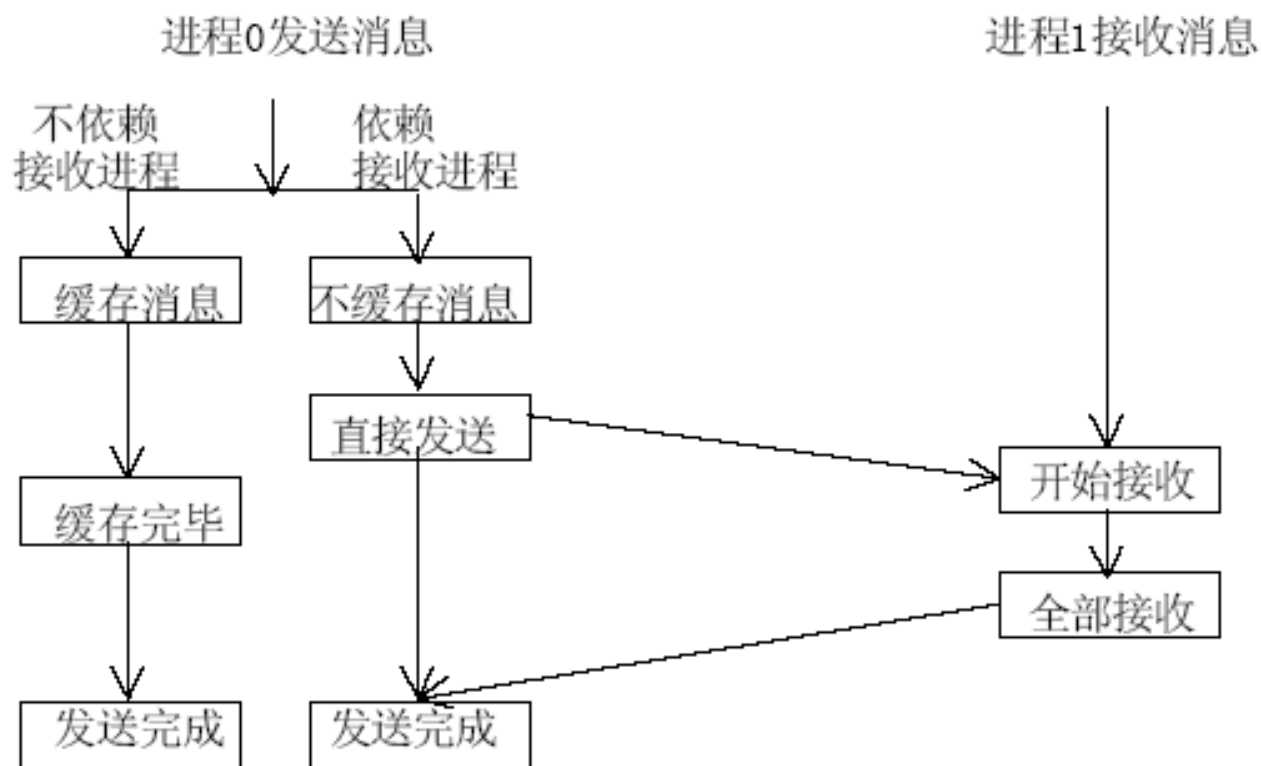 进程0发送消息
进程1接收消息
不依赖
接收进程
依赖
接收进程
缓存消息
不缓存消息
直接发送
开始接收
缓存完毕
全部接收
发送完成
发送完成